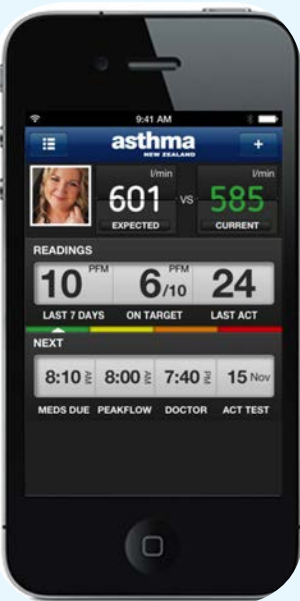 9:41 AM
asthma
NEW ZEALAND
+
l/min
l/min
601 VS 585
EXPECTED
CURRENT
READINGS
10 PFM
6/10 PFM
24
LAST 7 DAYS
ON TARGET
LAST ACT
NEXT
8:10 AM
8:00 AM
7:40 PM
15 Nov
MEDS DUE
PEAKFLOW
DOCTOR
ACT TEST